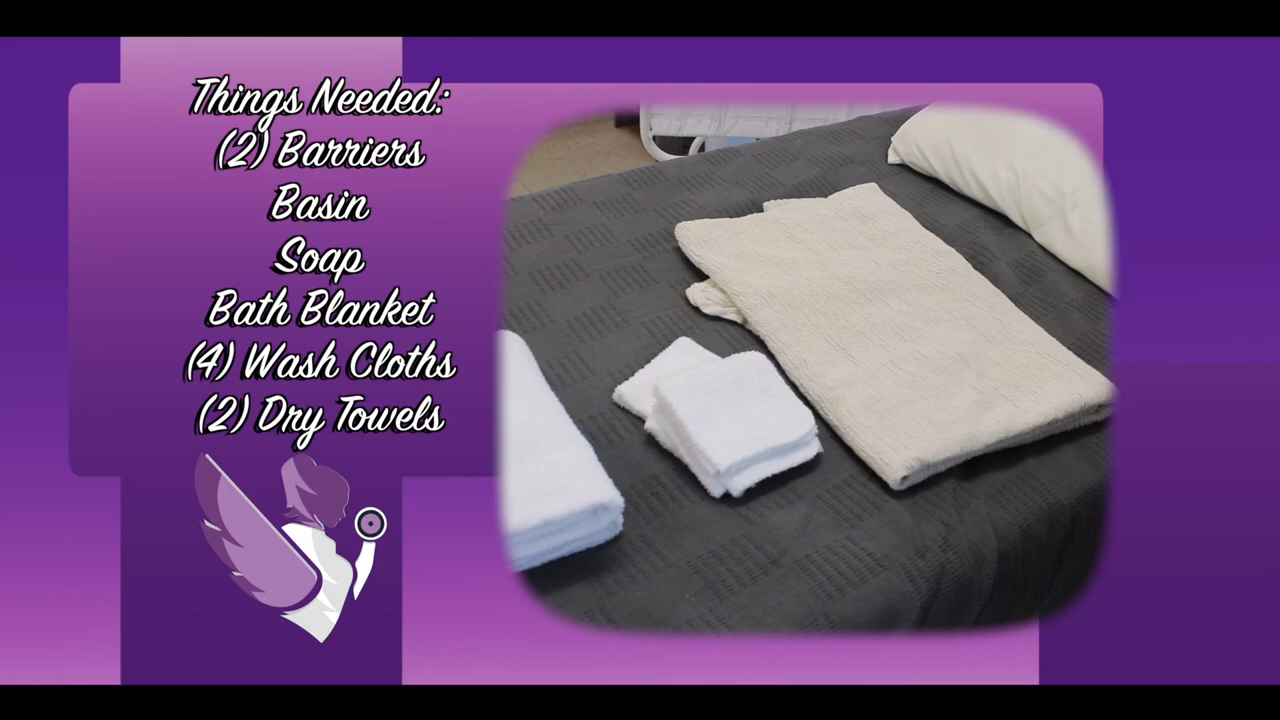 Things Needed:
(2) Barriers
Basin
Soap
Bath Blanket
(4) Wash Cloths
(2) Dry Towels